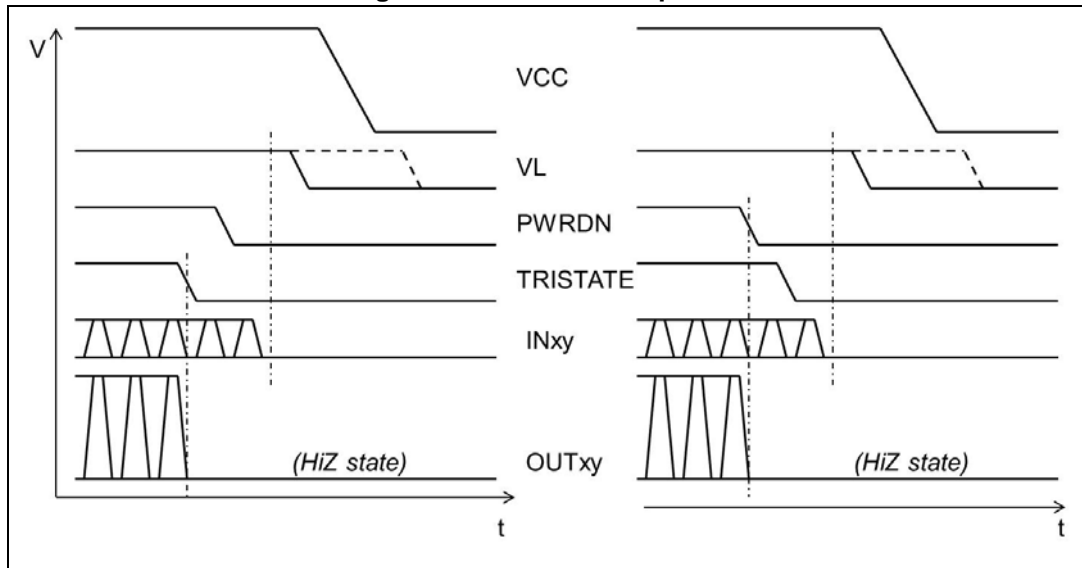 V
VCC
VL
PWRDN
TRISTATE
INxy
OUTxy
(HiZ state)
(HiZ state)
t
t